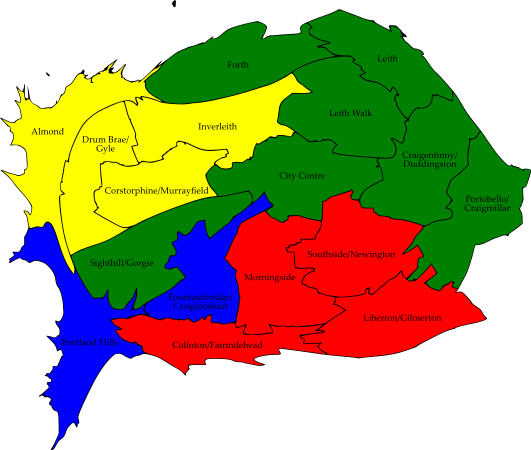 Forth
Leith
Almond
Drum Brae/
Gyle
Inverleith
Leith Walk
Craigentinny/
Duddingston
Corstorphine/Murrayfield
City Centre
Portobello/
Craigmillar
Sighthill/Gorgie
Southside/Newington
Morningside
Fountainbridge/
Craiglockhart
Liberton/Gilmerton
Pentland Hills
Colinton/Fairmilehead